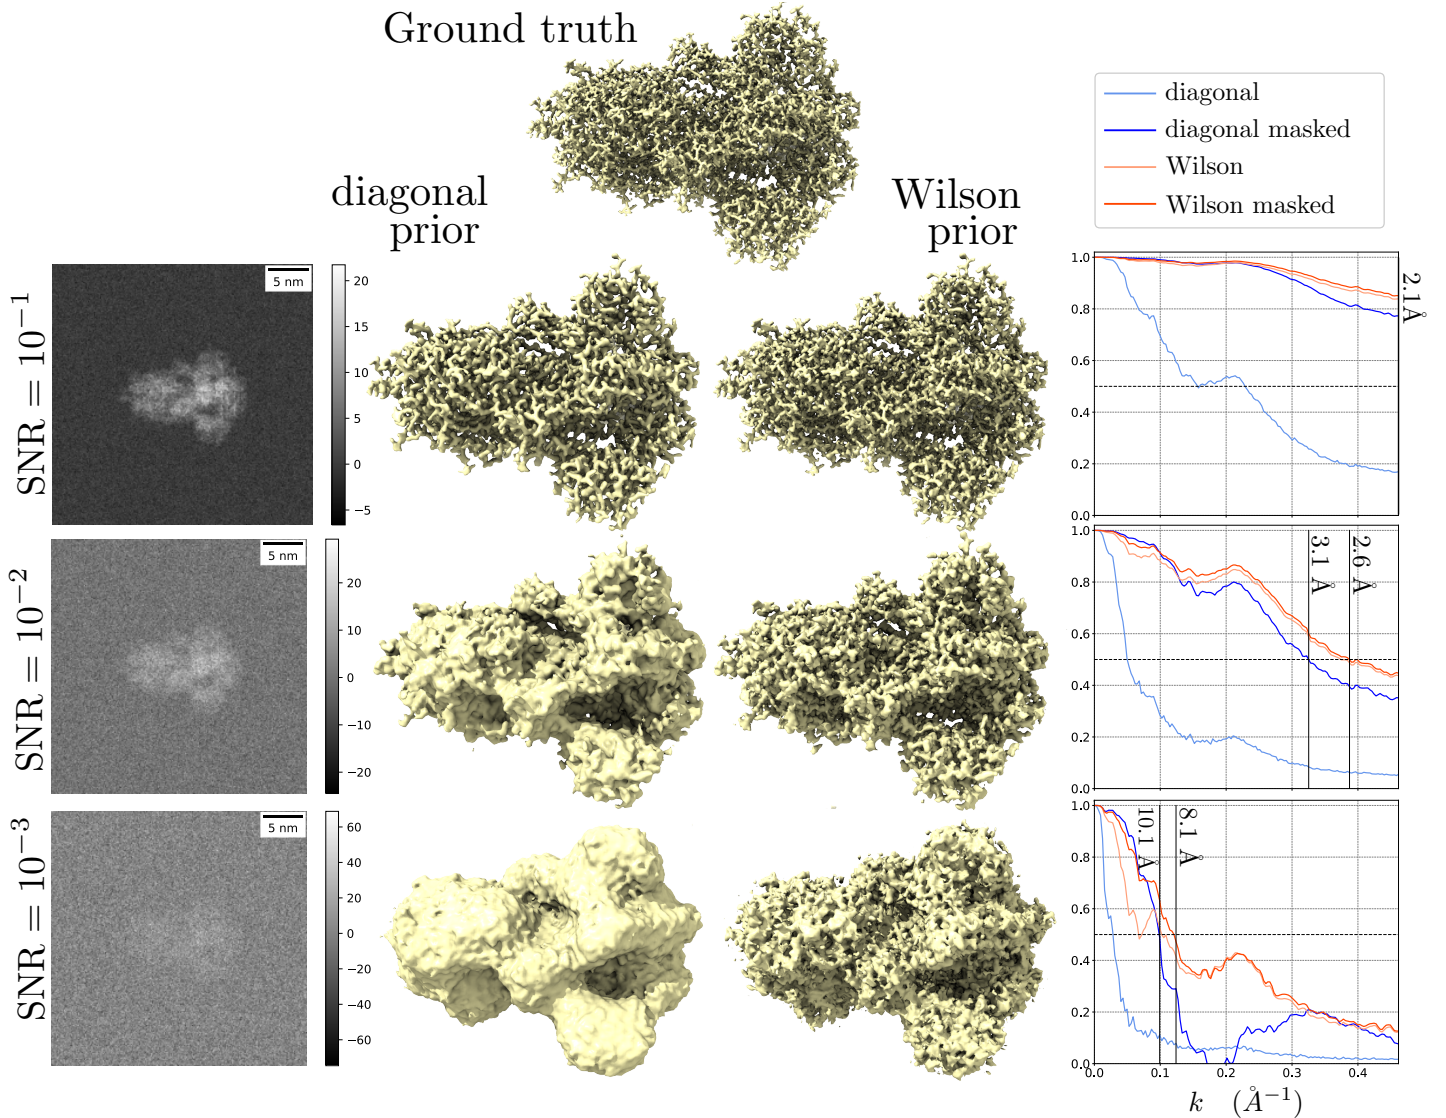 Ground truth
diagonal
prior
Wilson
prior
diagonal
diagonal masked
Wilson
Wilson masked
SNR = 10⁻¹
5 nm
20
15
10
5
0
−5
1.0
0.8
0.6
0.4
0.2
0.0
2.1Å
SNR = 10⁻²
5 nm
20
10
0
−10
−20
1.0
0.8
0.6
0.4
0.2
0.0
3.1 Å
2.6 Å
SNR = 10⁻³
5 nm
60
40
20
0
−20
−40
−60
1.0
0.8
0.6
0.4
0.2
0.0
10.1 Å
8.1 Å
0.0 0.1 0.2 0.3 0.4
k (Å⁻¹)